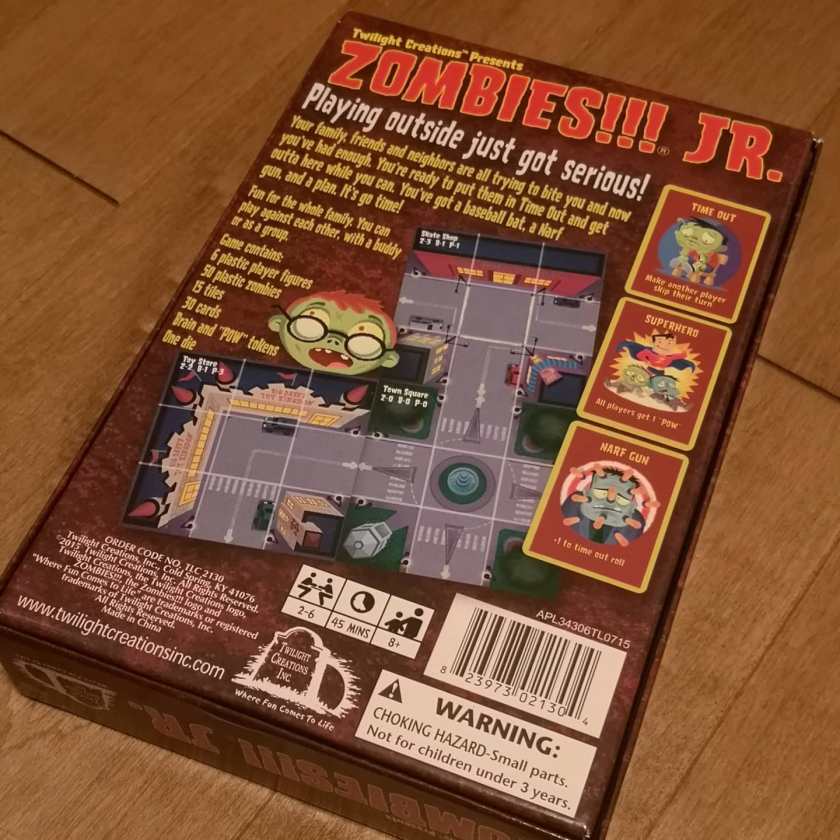 Twilight Creations™ Presents
ZOMBIES!!! ® JR.
Playing outside just got serious!
Your family, friends and neighbors are all trying to bite you and now
you've had enough. You're ready to put them in Time Out and get
outta here while you can. You've got a baseball bat, a Narf
gun, and a plan. It's go time!
Fun for the whole family. You can
play against each other, with a buddy
or as a group.
Game contains:
6 plastic player figures
50 plastic zombies
15 tiles
30 cards
Brain and "POW" tokens
One die
Skate Shop
Toy Store
Town Square
Z-0 B-0 P-0
TIME OUT
Make another player
skip their turn
SUPERHERO
All players get 1 "POW"
NARF GUN
+1 to time out roll
ORDER CODE NO. TLC 2130
Twilight Creations, Inc., Cold Spring, KY 41076
©2015 Twilight Creations, Inc. All Rights Reserved.
Twilight Creations, the Twilight Creations logo,
ZOMBIES!!!, the Zombies!!! logo and
"Where Fun Comes to Life" are trademarks or registered
trademarks of Twilight Creations, Inc.
All Rights Reserved.
Made in China
www.twilightcreationsinc.com
2-6
45 MINS
8+
TWILIGHT
CREATIONS
INC.
Where Fun Comes To Life
APL34306TL0715
8 23973 02130 4
WARNING:
CHOKING HAZARD-Small parts.
Not for children under 3 years.
ZOMBIES!!! JR.